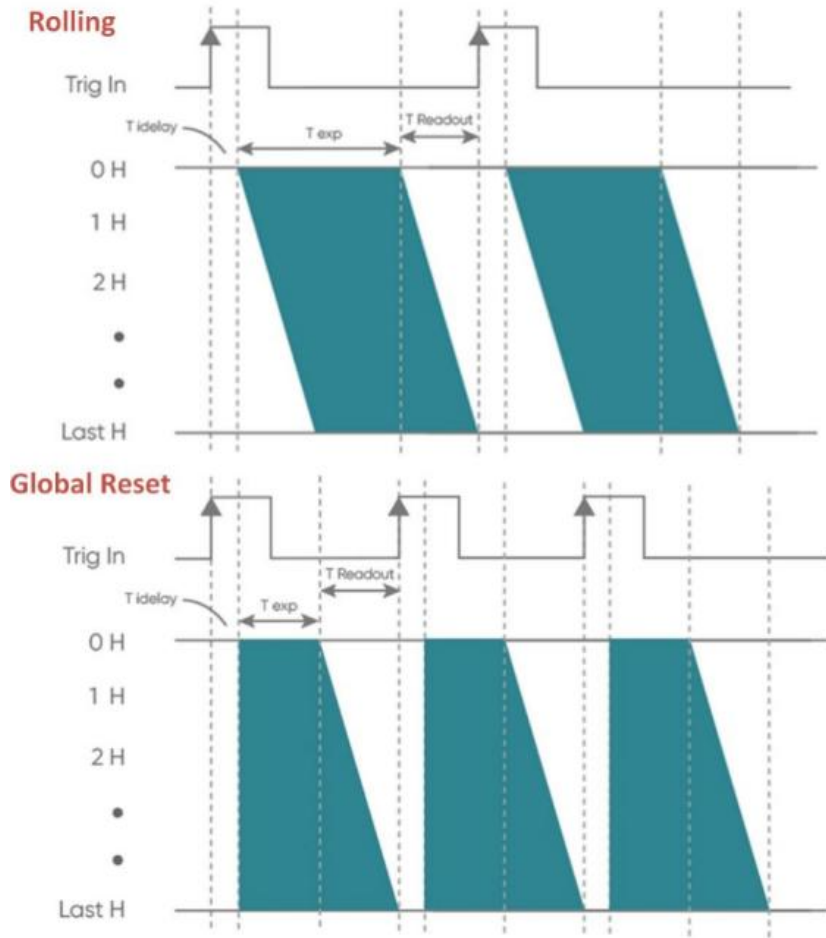 Rolling
Trig In
T idelay
T exp
T Readout
0 H
1 H
2 H
Last H
Global Reset
Trig In
T idelay
T exp
T Readout
0 H
1 H
2 H
Last H